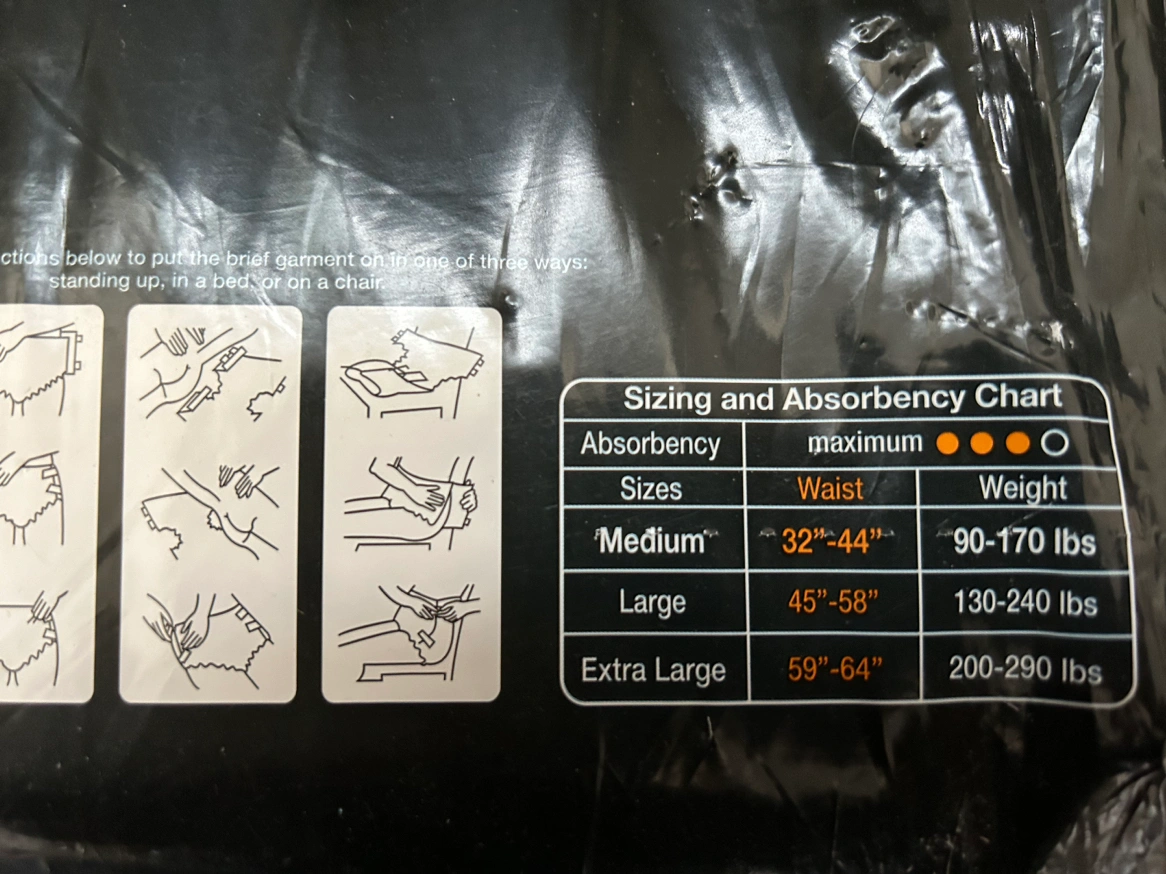 ctions below to put the brief garment on in one of three ways:
standing up, in a bed, or on a chair.
Sizing and Absorbency Chart
Absorbency maximum
Sizes Waist Weight
Medium 32”-44” 90-170 lbs
Large 45”-58” 130-240 lbs
Extra Large 59”-64” 200-290 lbs